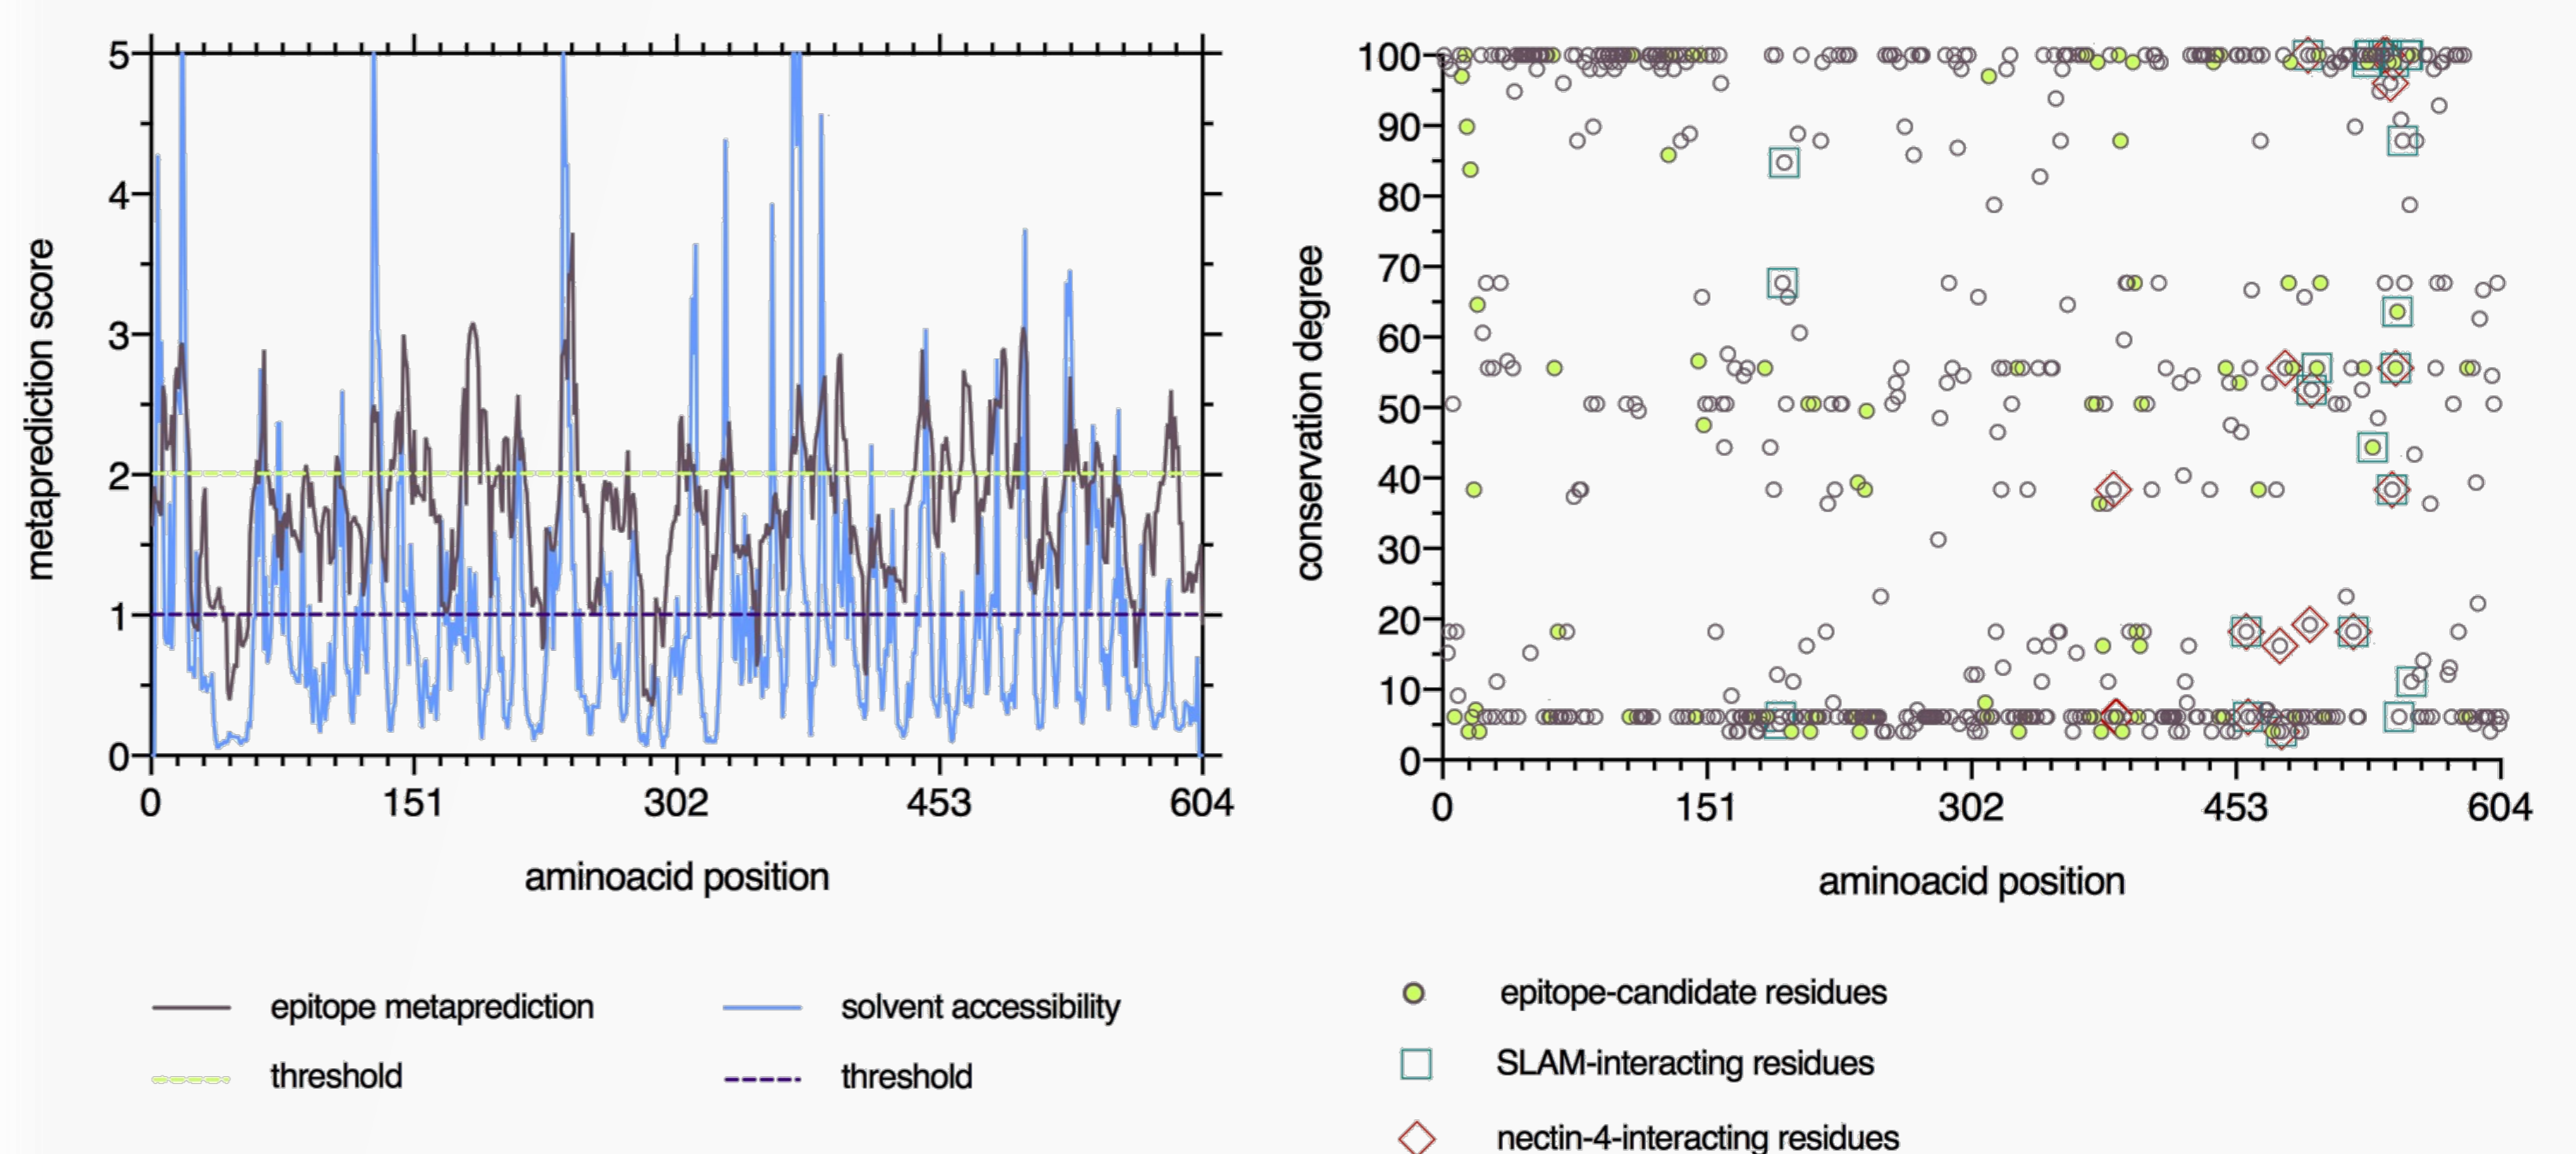 metaprediction score
5
4
3
2
1
0
0 151 302 453 604
aminoacid position
epitope metaprediction
solvent accessibility
threshold
threshold
conservation degree
100
90
80
70
60
50
40
30
20
10
0
0 151 302 453 604
aminoacid position
epitope-candidate residues
SLAM-interacting residues
nectin-4-interacting residues